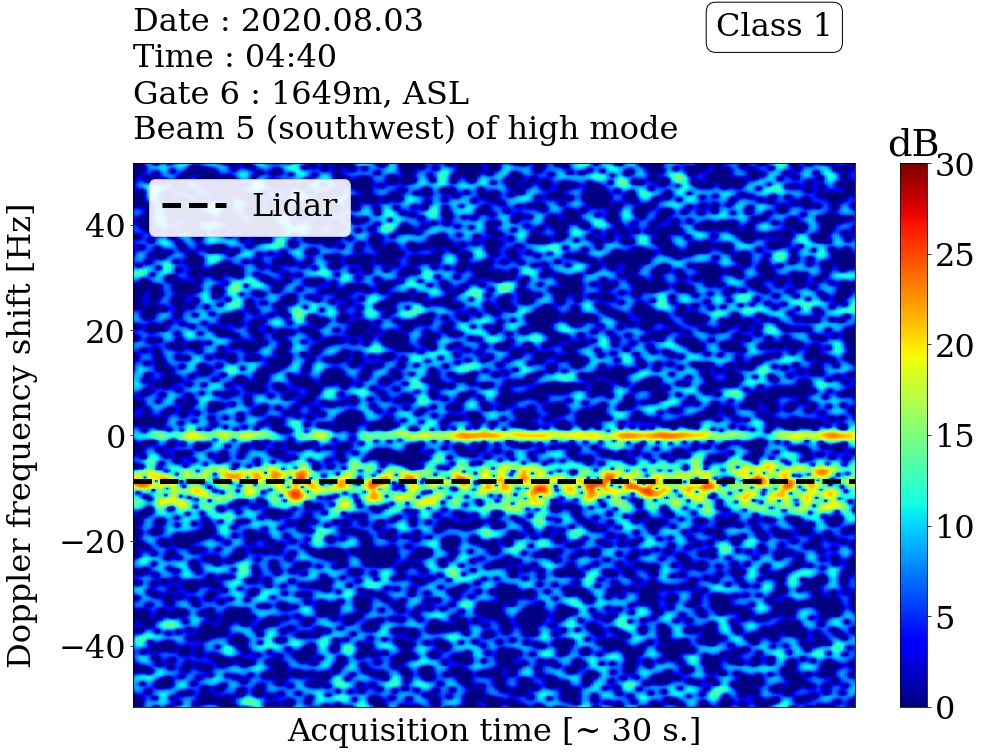 Date : 2020.08.03
Time : 04:40
Gate 6 : 1649m, ASL
Beam 5 (southwest) of high mode
Class 1
dB
Lidar
Doppler frequency shift [Hz]
40
20
0
−20
−40
Acquisition time [~ 30 s.]
30
25
20
15
10
5
0